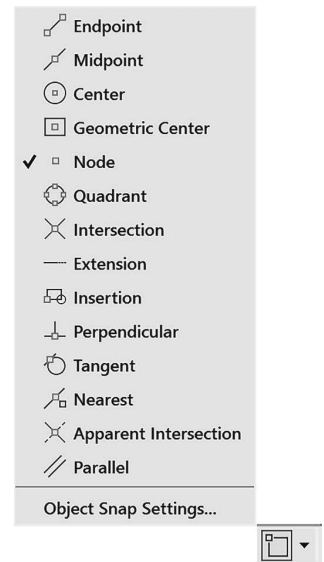 Endpoint
Midpoint
Center
Geometric Center
Node
Quadrant
Intersection
Extension
Insertion
Perpendicular
Tangent
Nearest
Apparent Intersection
Parallel
Object Snap Settings...